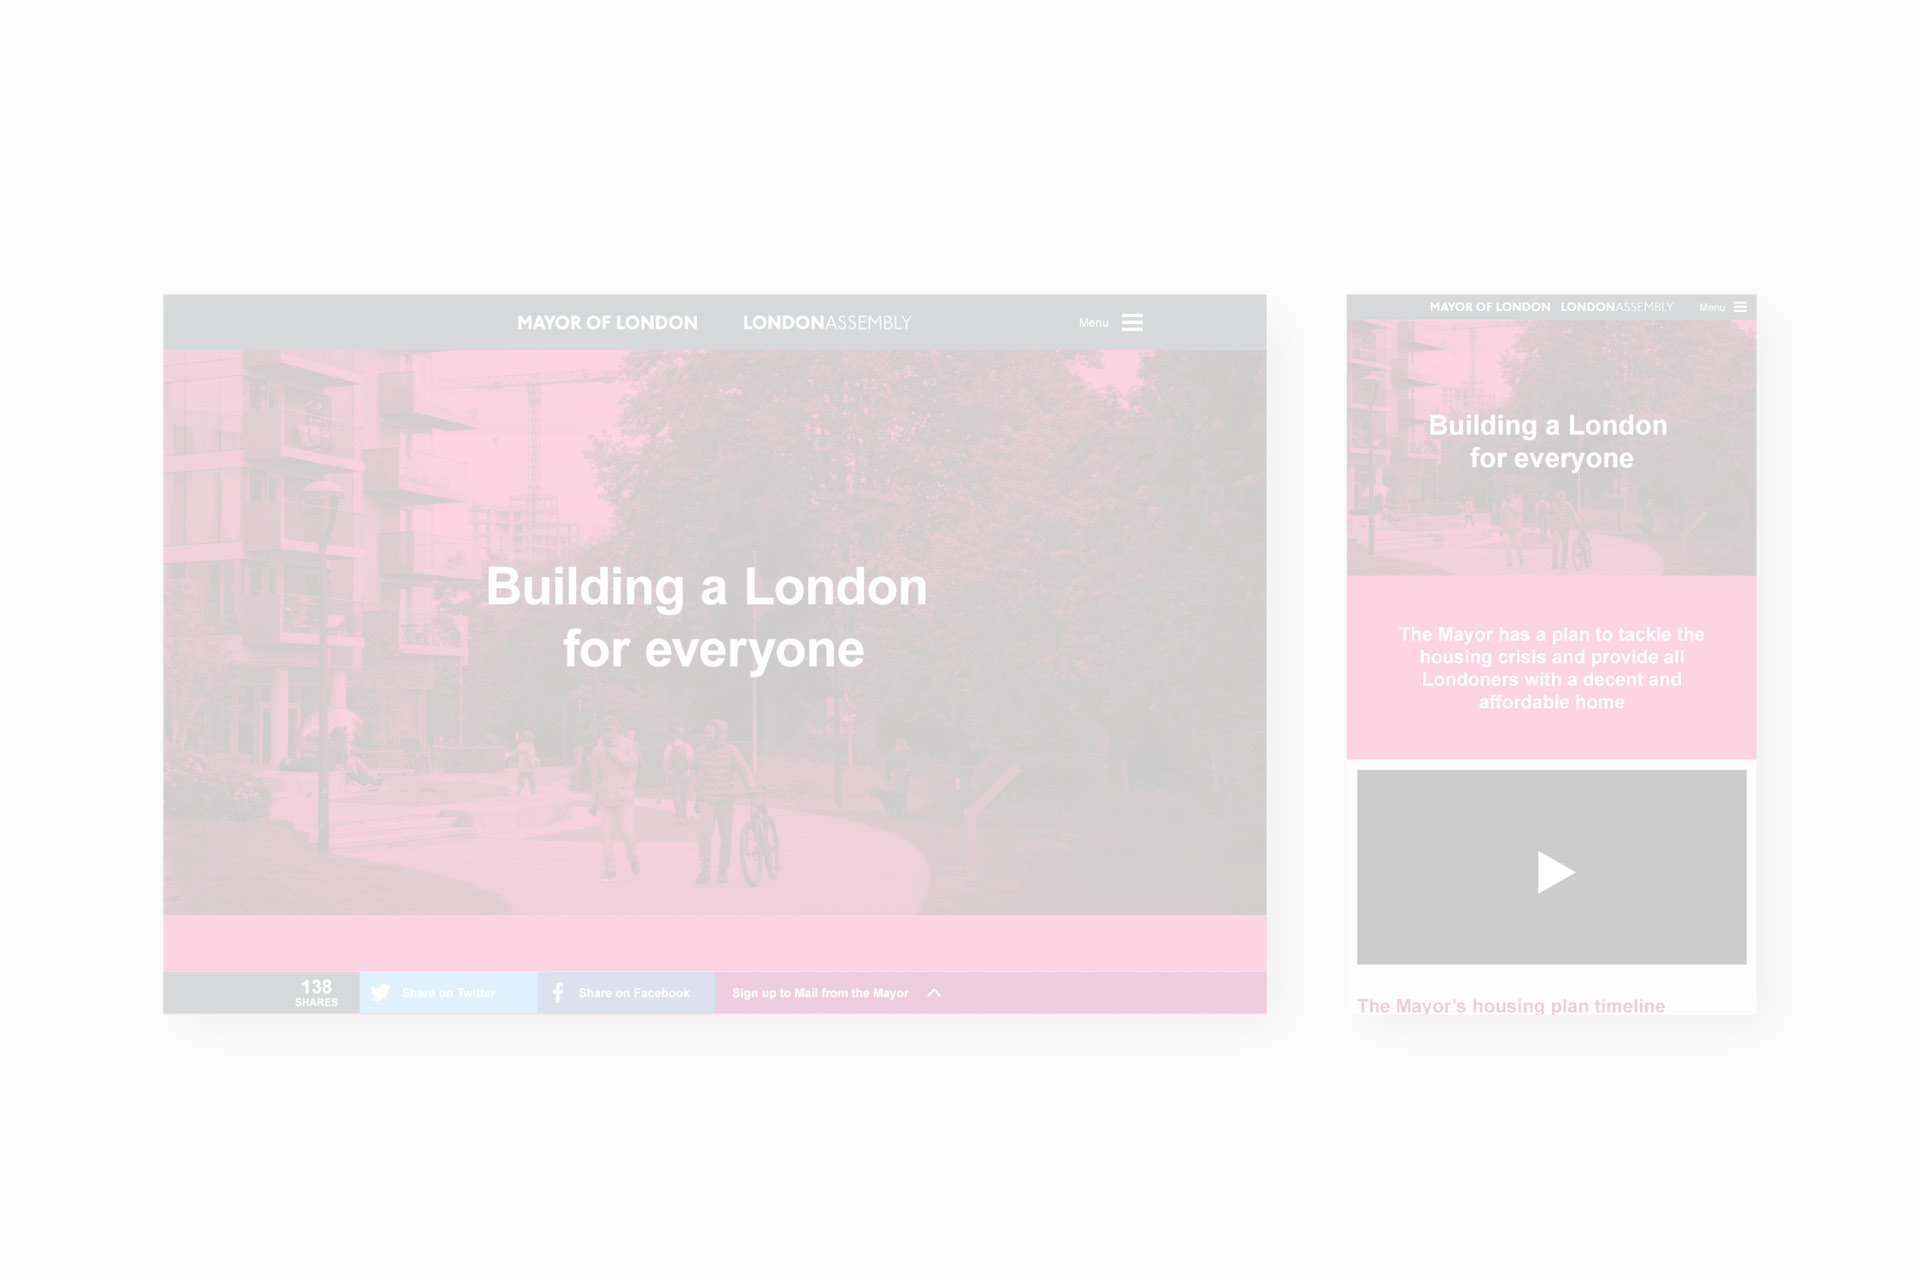 MAYOR OF LONDON LONDONASSEMBLY Menu
Building a London
for everyone
138
SHARES
Share on Twitter
Share on Facebook
Sign up to Mail from the Mayor
MAYOR OF LONDON LONDONASSEMBLY Menu
Building a London
for everyone
The Mayor has a plan to tackle the
housing crisis and provide all
Londoners with a decent and
affordable home
The Mayor’s housing plan timeline